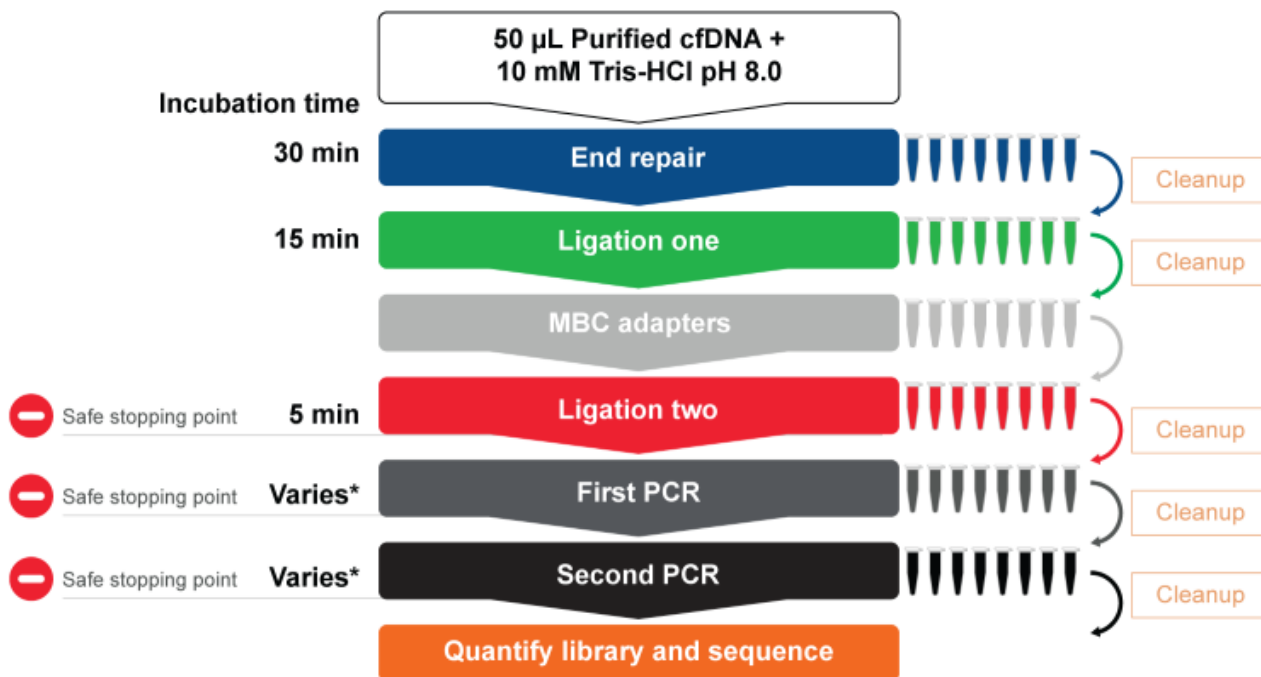 50 µL Purified cfDNA +
10 mM Tris-HCl pH 8.0
Incubation time
30 min
End repair
Cleanup
15 min
Ligation one
Cleanup
MBC adapters
Safe stopping point
5 min
Ligation two
Cleanup
Safe stopping point
Varies*
First PCR
Cleanup
Safe stopping point
Varies*
Second PCR
Cleanup
Quantify library and sequence